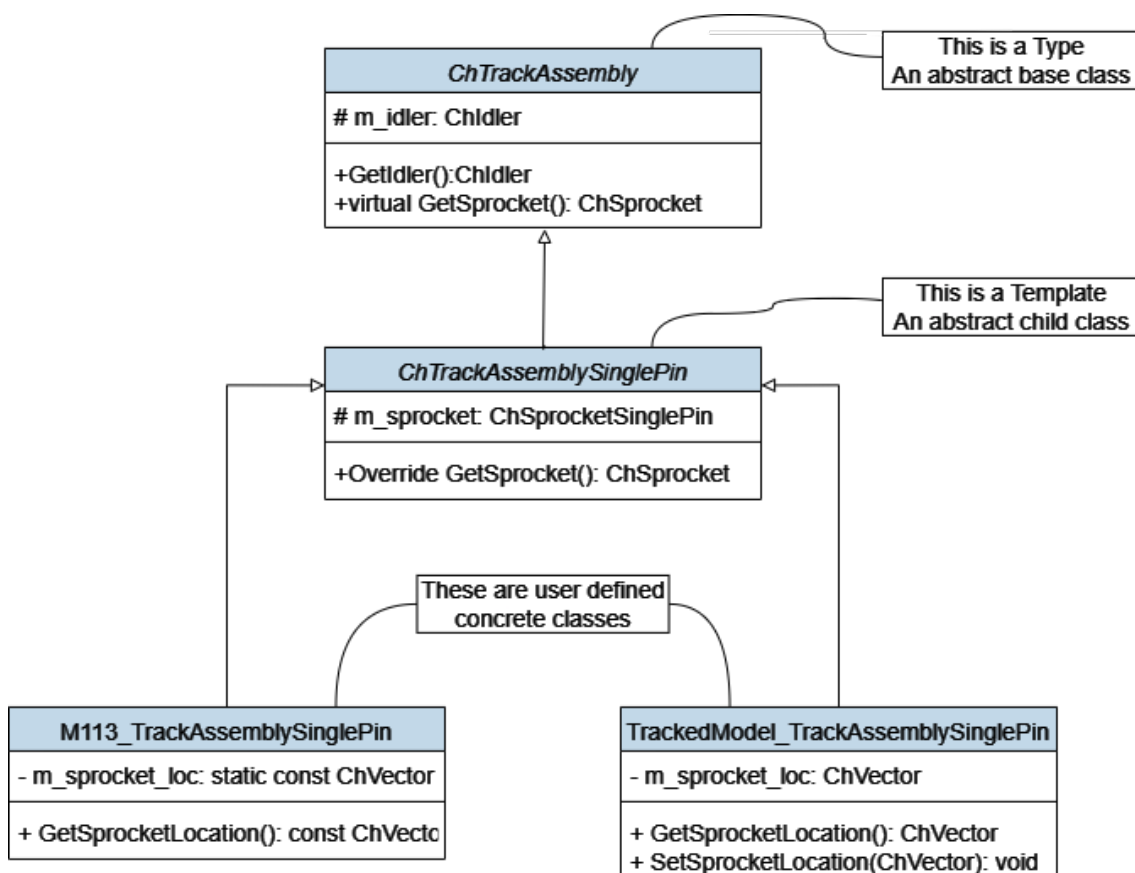 This is a Type
An abstract base class
ChTrackAssembly
# m_idler: ChIdler
+GetIdler():ChIdler
+virtual GetSprocket(): ChSprocket
This is a Template
An abstract child class
ChTrackAssemblySinglePin
# m_sprocket: ChSprocketSinglePin
+Override GetSprocket(): ChSprocket
These are user defined
concrete classes
M113_TrackAssemblySinglePin
- m_sprocket_loc: static const ChVector
+ GetSprocketLocation(): const ChVecto
TrackedModel_TrackAssemblySinglePin
- m_sprocket_loc: ChVector
+ GetSprocketLocation(): ChVector
+ SetSprocketLocation(ChVector): void